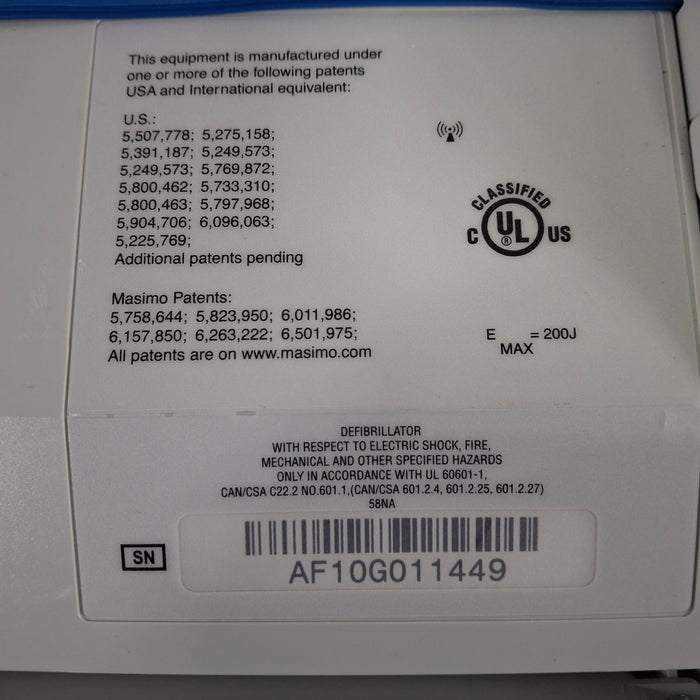 This equipment is manufactured under
one or more of the following patents
USA and International equivalent:
U.S.:
5,507,778; 5,275,158;
5,391,187; 5,249,573;
5,249,573; 5,769,872;
5,800,462; 5,733,310;
5,800,463; 5,797,968;
5,904,706; 6,096,063;
5,225,769;
Additional patents pending
Masimo Patents:
5,758,644; 5,823,950; 6,011,986;
6,157,850; 6,263,222; 6,501,975;
All patents are on www.masimo.com
CLASSIFIED
C UL® US
E MAX = 200J
DEFIBRILLATOR
WITH RESPECT TO ELECTRIC SHOCK, FIRE,
MECHANICAL AND OTHER SPECIFIED HAZARDS
ONLY IN ACCORDANCE WITH UL 60601-1,
CAN/CSA C22.2 NO.601.1,(CAN/CSA 601.2.4, 601.2.25, 601.2.27)
58NA
SN
AF10G011449